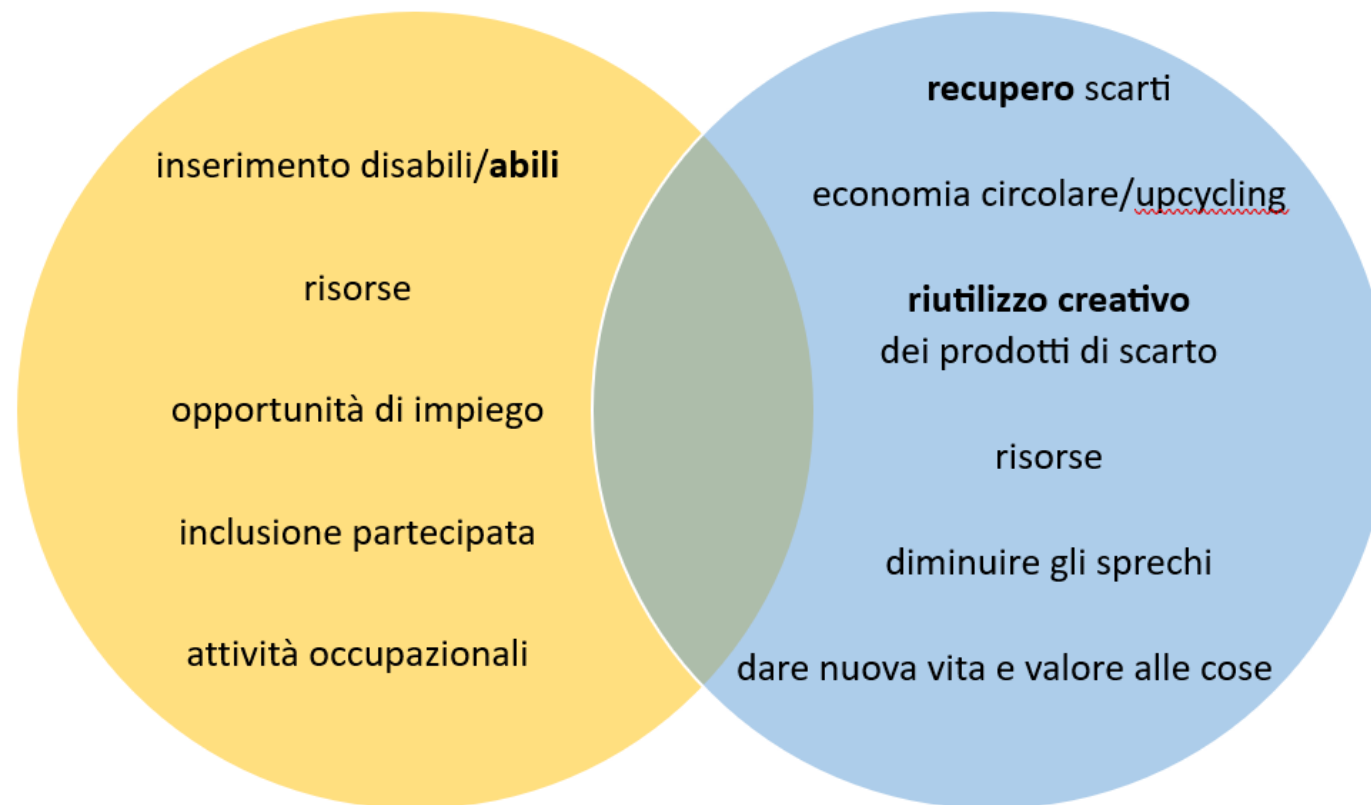 inserimento disabili/abili
risorse
opportunità di impiego
inclusione partecipata
attività occupazionali
recupero scarti
economia circolare/upcycling
riutilizzo creativo
dei prodotti di scarto
risorse
diminuire gli sprechi
dare nuova vita e valore alle cose